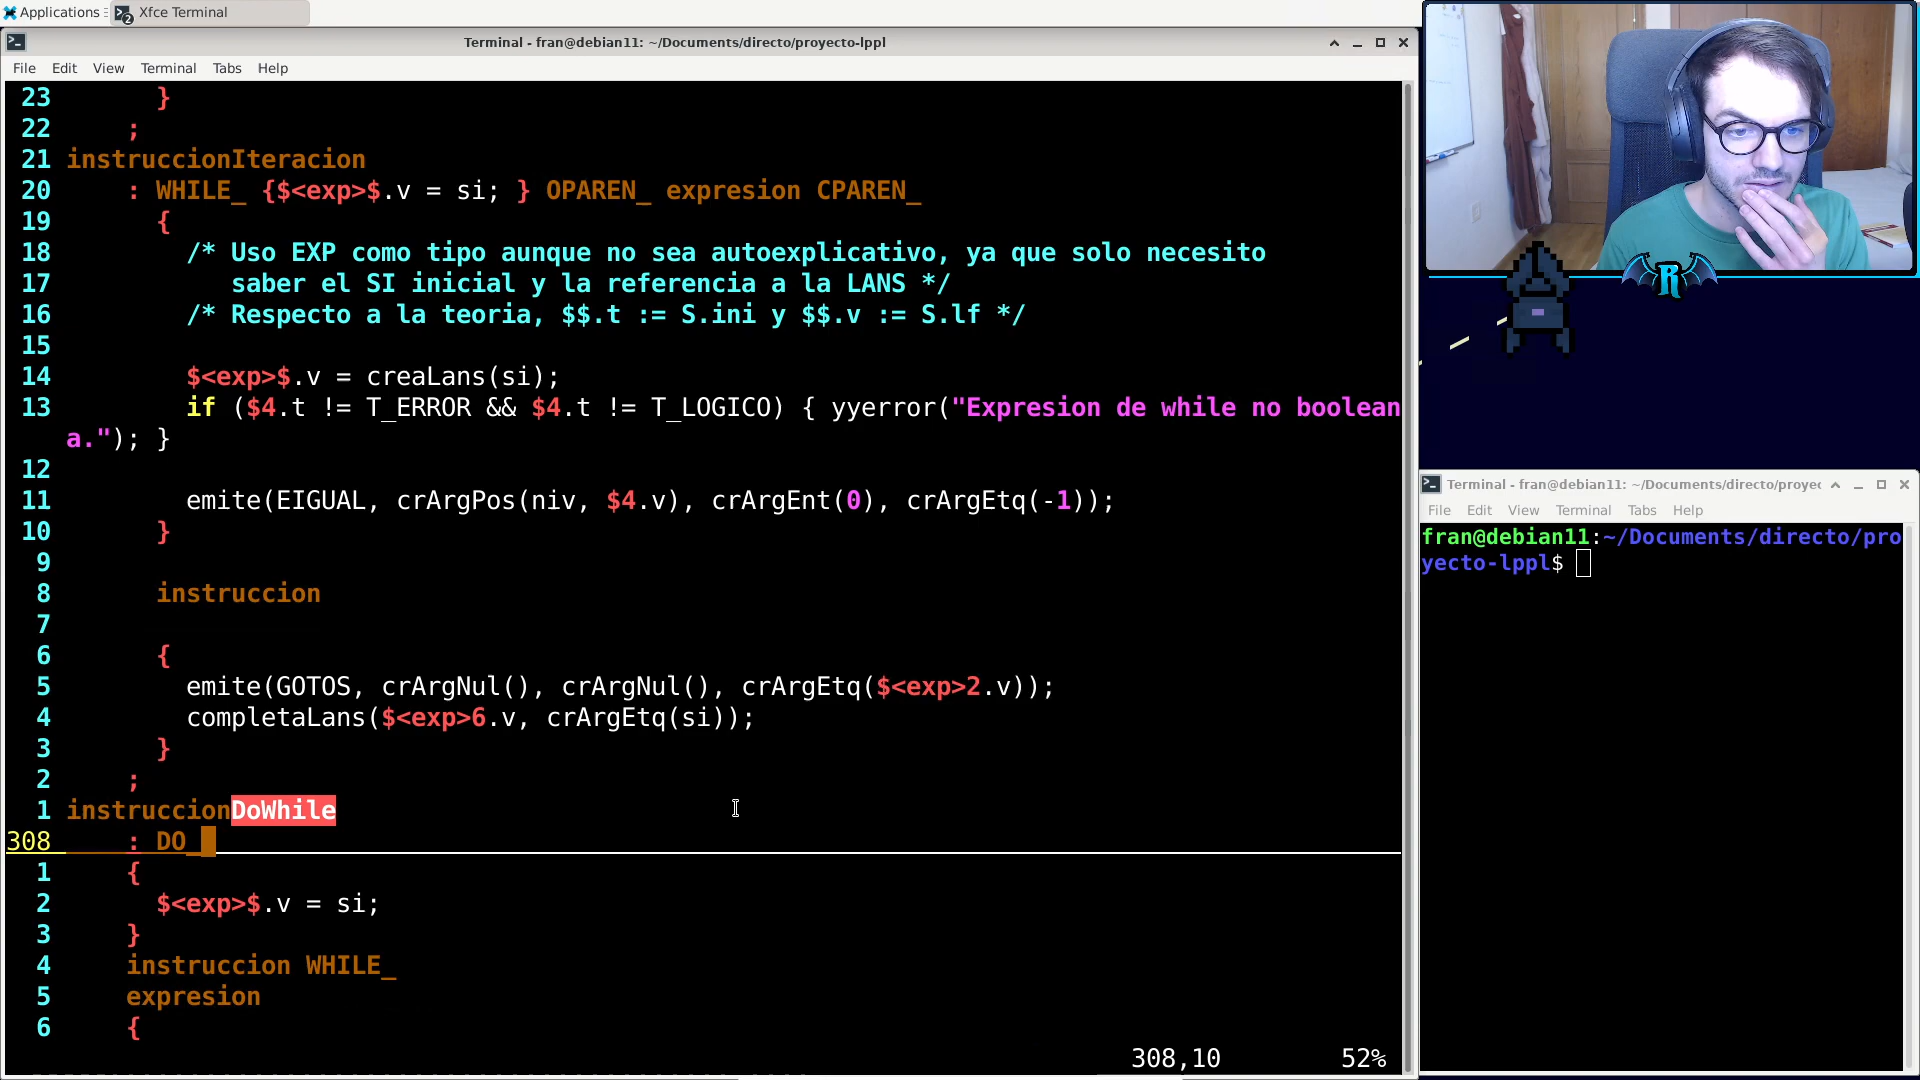 Applications
Xfce Terminal
Terminal - fran@debian11: ~/Documents/directo/proyecto-lppl
File Edit View Terminal Tabs Help
23 }
22 ;
21 instruccionIteracion
20 : WHILE_ {$<exp>$.v = si; } OPAREN_ expresion CPAREN_
19 {
18 /* Uso EXP como tipo aunque no sea autoexplicativo, ya que solo necesito
17 saber el SI inicial y la referencia a la LANS */
16 /* Respecto a la teoria, $$.t := S.ini y $$.v := S.lf */
15
14 $<exp>$.v = creaLans(si);
13 if ($4.t != T_ERROR && $4.t != T_LOGICO) { yyerror("Expresion de while no boolean
a."); }
12
11 emite(EIGUAL, crArgPos(niv, $4.v), crArgEnt(0), crArgEtq(-1));
10 }
9
8 instruccion
7
6 {
5 emite(GOTOS, crArgNul(), crArgNul(), crArgEtq($<exp>2.v));
4 completaLans($<exp>6.v, crArgEtq(si));
3 }
2 ;
1 instruccionDoWhile
308 : DO_
1 {
2 $<exp>$.v = si;
3 }
4 instruccion WHILE_
5 expresion
6 {
308,10 52%
R
Terminal - fran@debian11: ~/Documents/directo/proyec
File Edit View Terminal Tabs Help
fran@debian11:~/Documents/directo/pro
yecto-lppl$